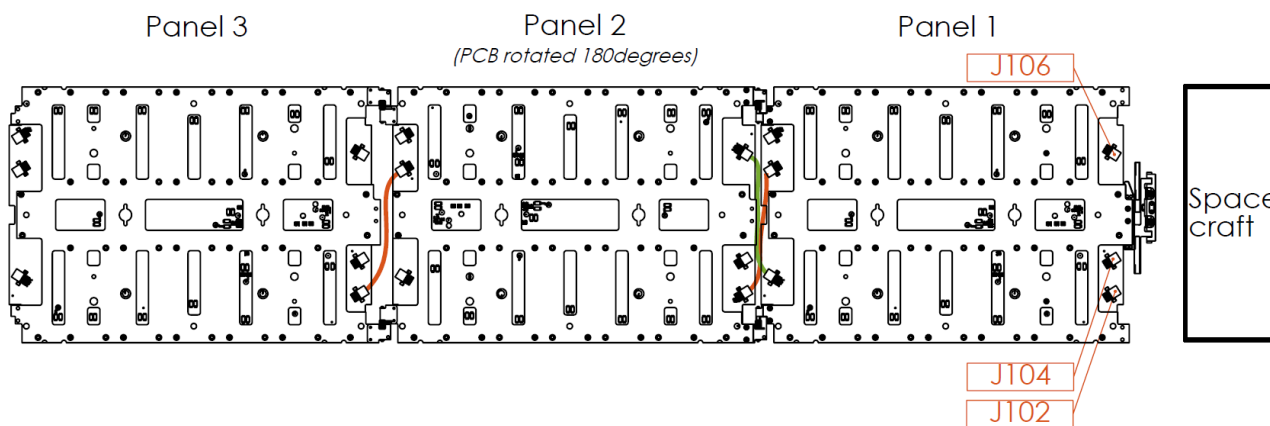 Panel 3
Panel 2
(PCB rotated 180degrees)
Panel 1
J106
Space
craft
J104
J102